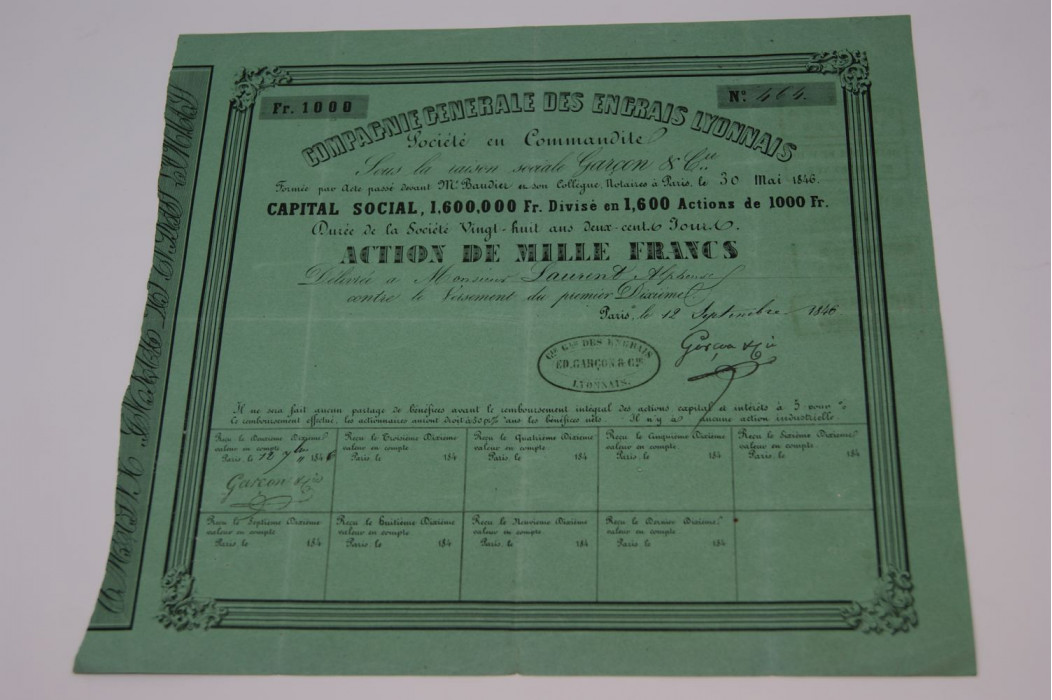 Fr. 1000
Nº 464.
COMPAGNIE GENERALE DES ENGRAIS LYONNAIS
Société en Commandite
Sous la raison sociale Garçon & Cie
Formée par Acte passé devant Me Baudier et son Collègue, Notaires à Paris, le 30 Mai 1846.
CAPITAL SOCIAL, 1.600,000 Fr. Divisé en 1,600 Actions de 1000 Fr.
Durée de la Société Vingt-huit ans deux-cents Jours.
ACTION DE MILLE FRANCS
Délivrée à Monsieur Laurent Alphonse
contre le Versement du premier Dixième
Paris, le 12 Septembre 1846
Cie Gle DES ENGRAIS
ED. GARÇON & Cie
LYONNAIS.
Garçon & Cie
Il ne sera fait aucun partage de bénéfices avant le remboursement intégral des actions capital et intérêts à 5 pour %
Ce remboursement effectué, les actionnaires auront droit à 50 p% dans les bénéfices nets. Il n'y a aucune action industrielle
Reçu le Deuxième Dixième
valeur en compte
Paris, le 12 7bre 1846
Garçon & Cie
Reçu le Troisième Dixième
valeur en compte
Paris, le 184
Reçu le Quatrième Dixième
valeur en compte
Paris, le 184
Reçu le Cinquième Dixième
valeur en compte
Paris, le 184
Reçu le Sixième Dixième
valeur en compte
Paris, le 184
Reçu le Septième Dixième
valeur en compte
Paris, le 184
Reçu le Huitième Dixième
valeur en compte
Paris, le 184
Reçu le Neuvième Dixième
valeur en compte
Paris, le 184
Reçu le Dernier Dixième
valeur en compte
Paris, le 184